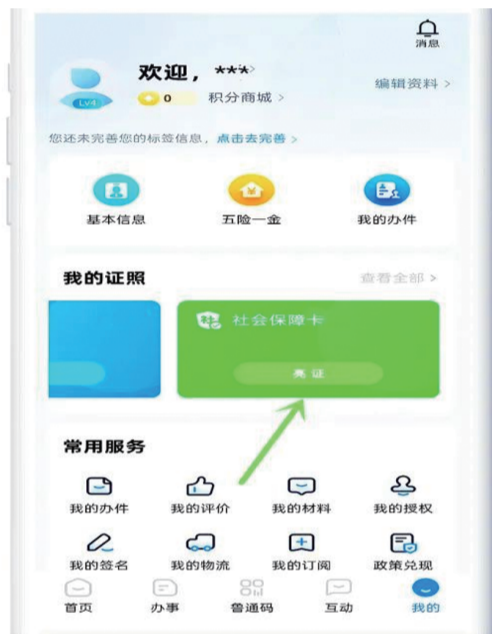 消息
欢迎，***
编辑资料 >
Lv4
0 积分商城 >
您还未完善您的标签信息，点击去完善 >
基本信息 五险一金 我的办件
我的证照 查看全部 >
社会保障卡
亮证
常用服务
我的办件 我的评价 我的材料 我的授权
我的签名 我的物流 我的订阅 政策兑现
首页 办事 普通码 互动 我的